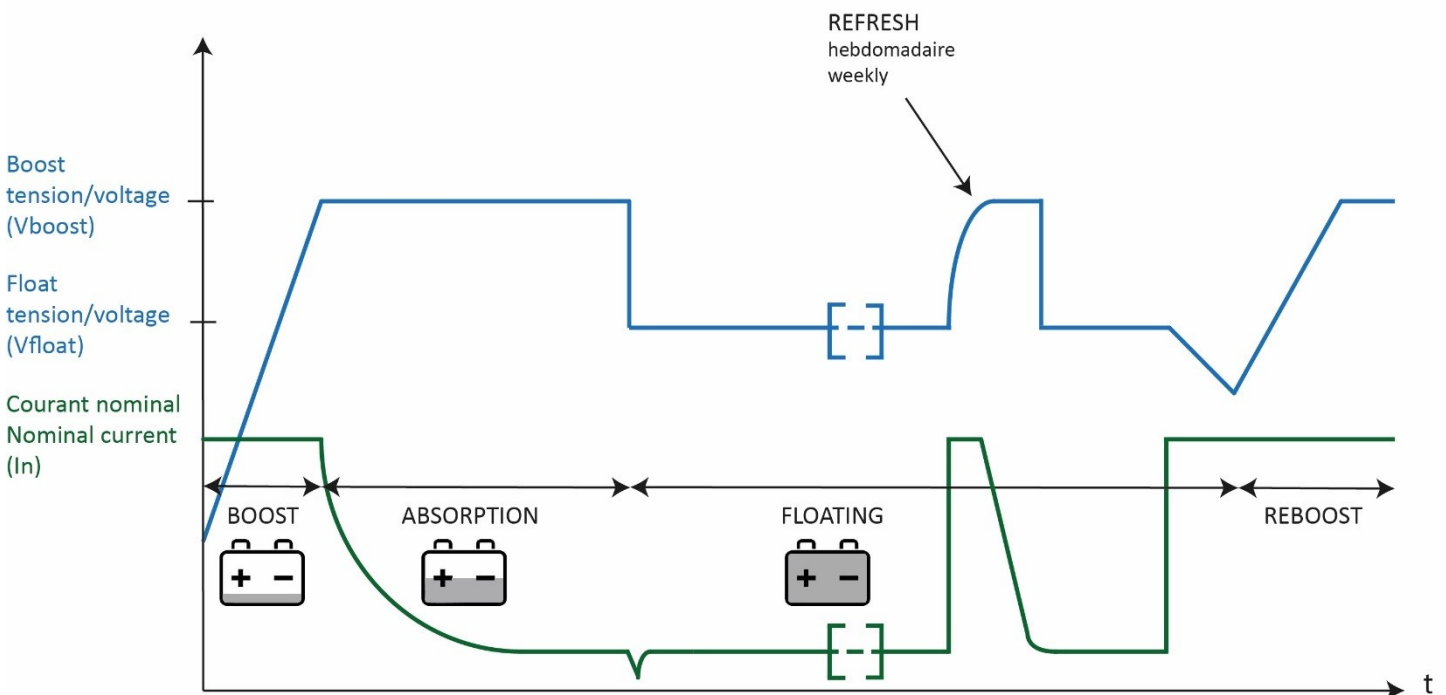 REFRESH
hebdomadaire
weekly
Boost
tension/voltage
(Vboost)
Float
tension/voltage
(Vfloat)
Courant nominal
Nominal current
(In)
BOOST
ABSORPTION
FLOATING
REBOOST
+ −
+ −
+ −
t